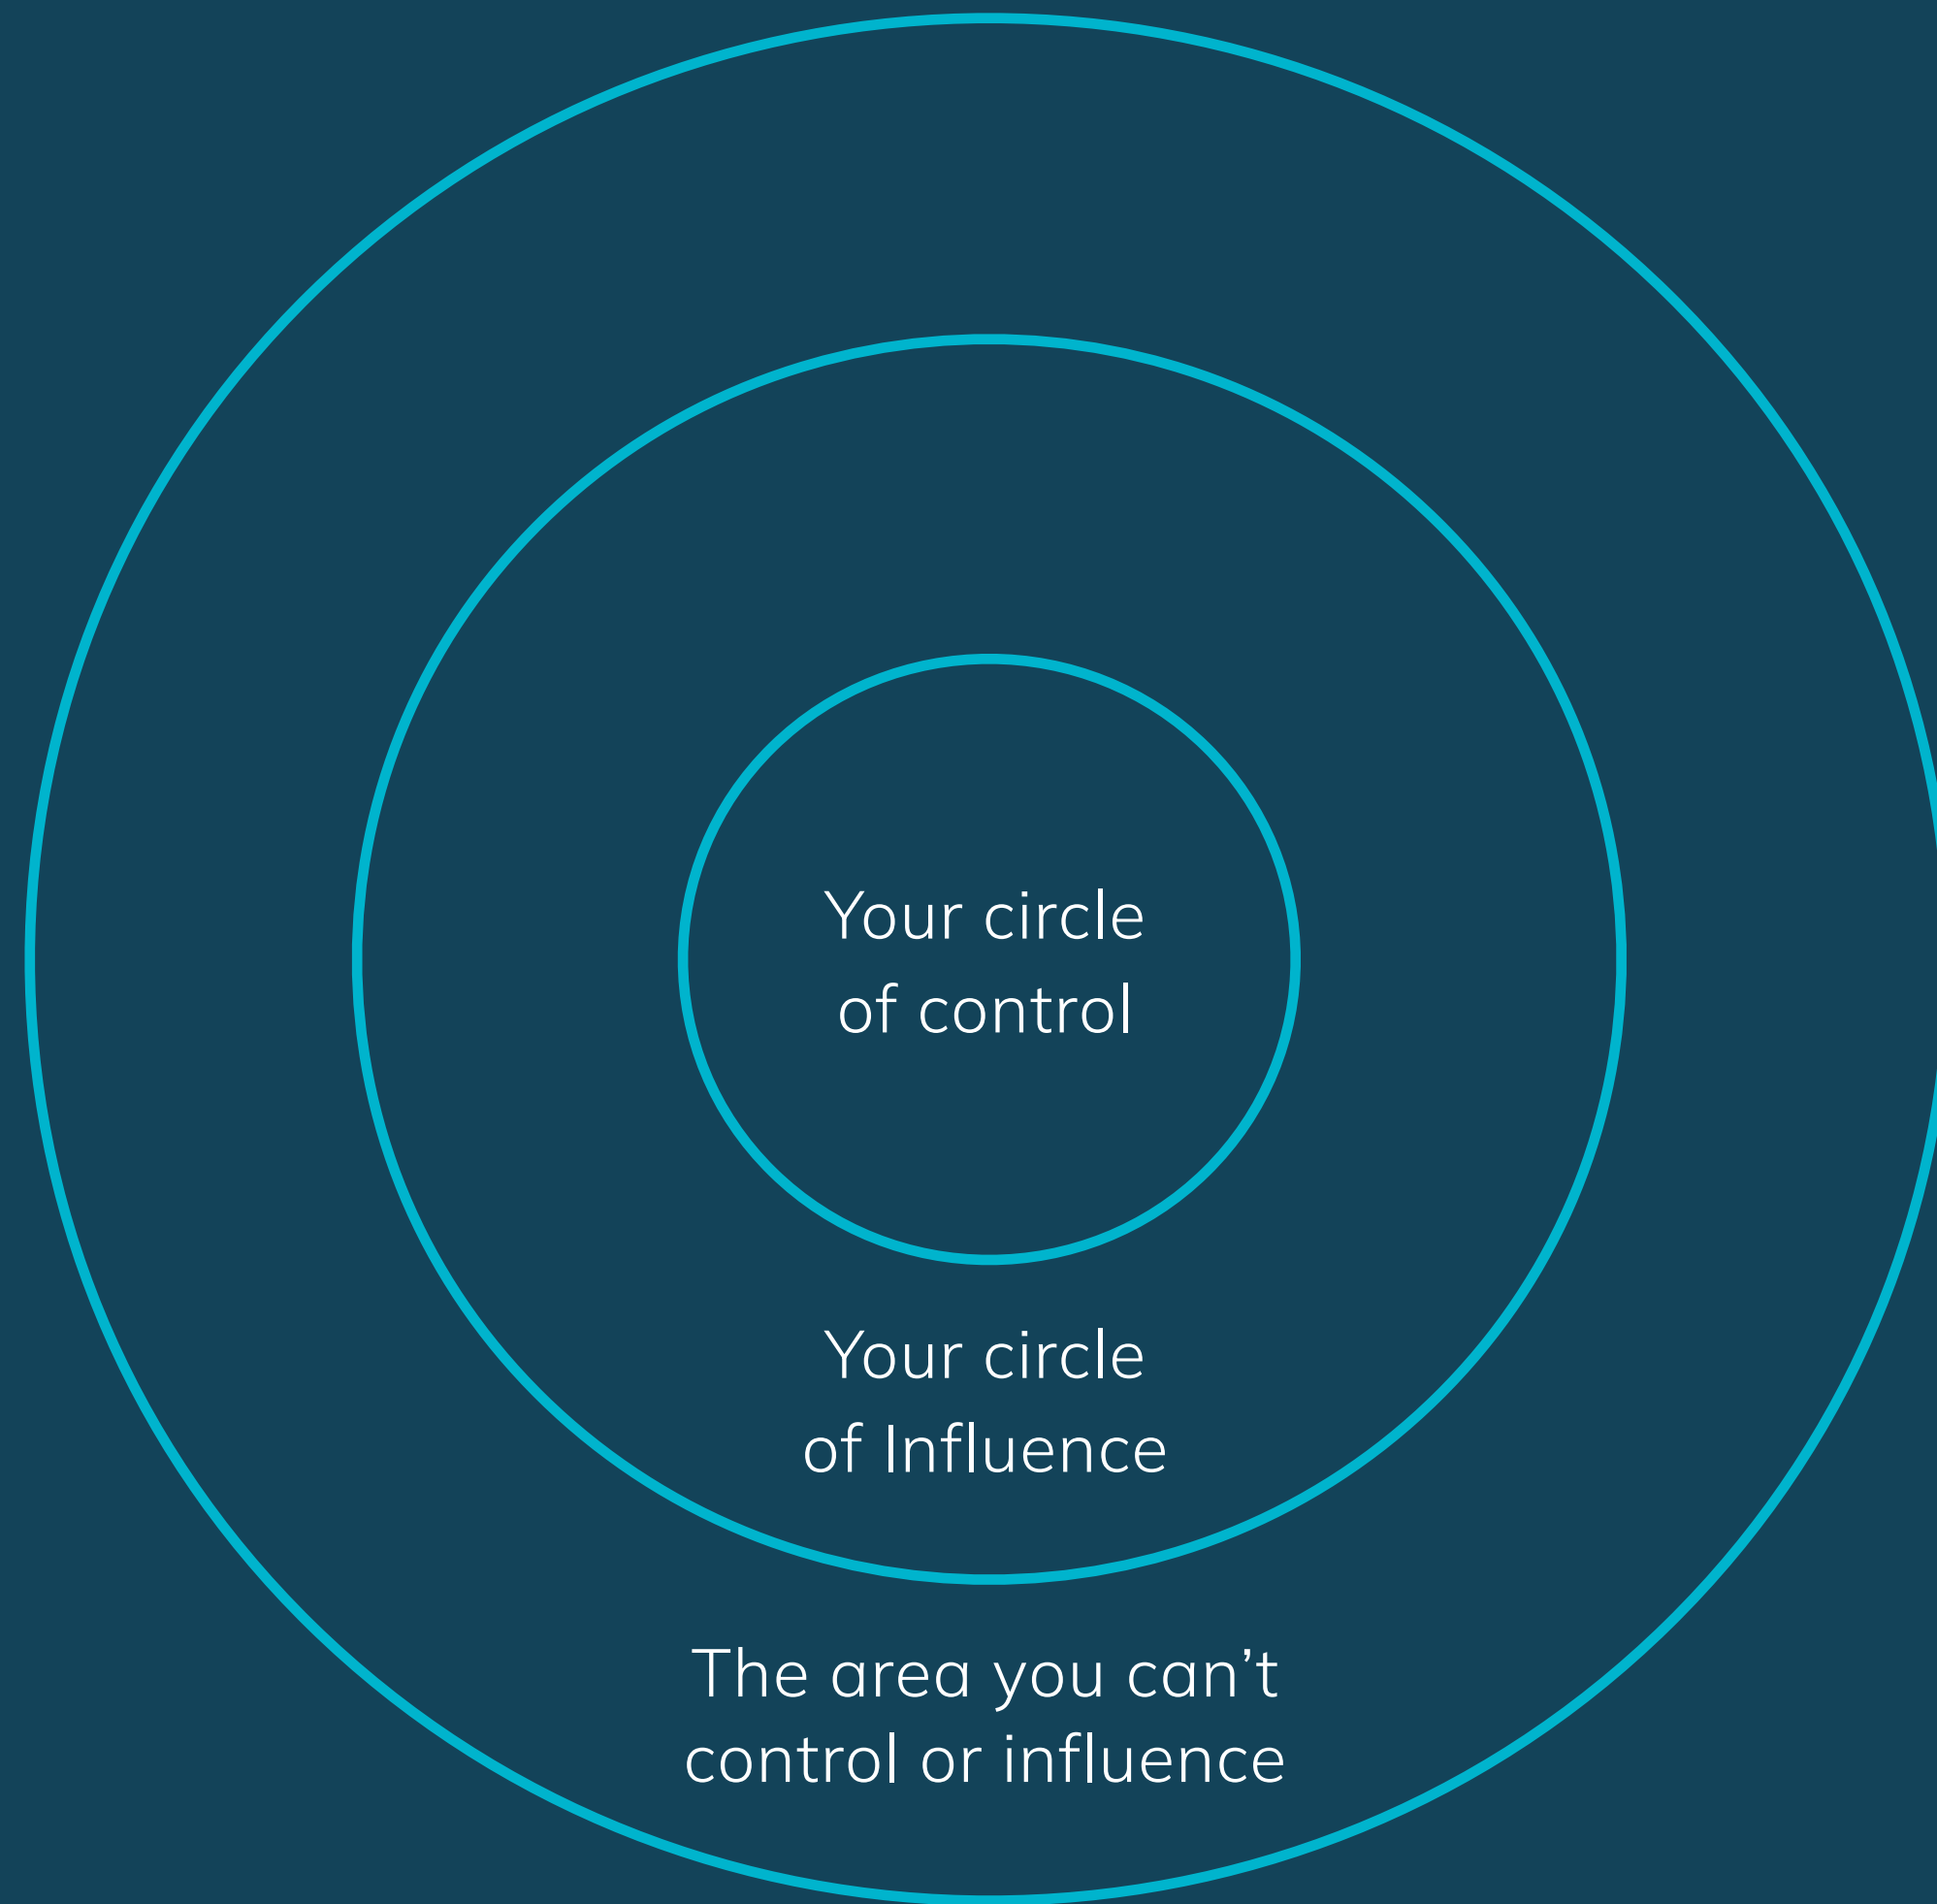 Your circle
of control
Your circle
of Influence
The area you can’t
control or influence